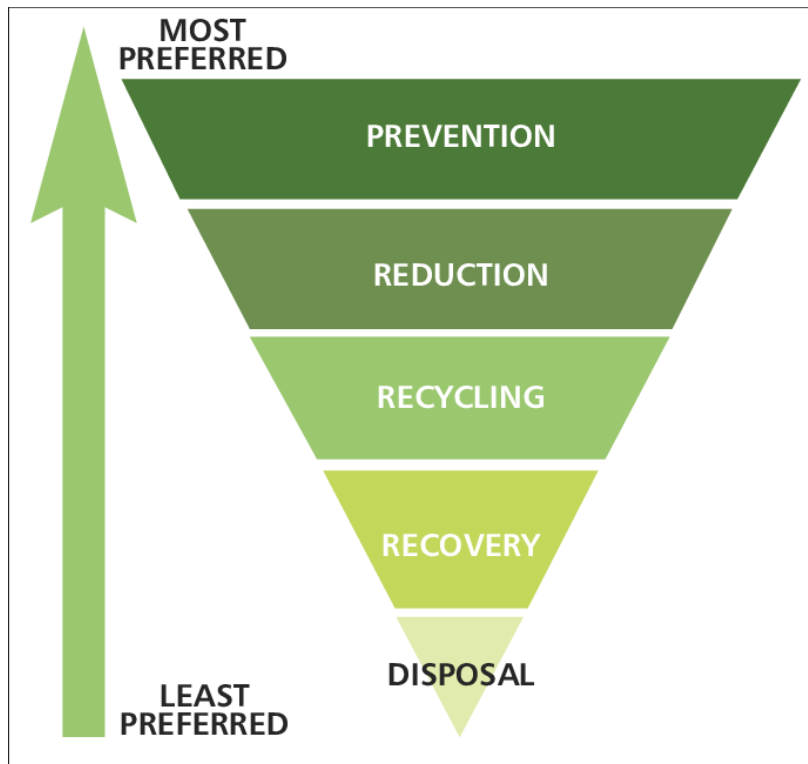 MOST
PREFERRED
PREVENTION
REDUCTION
RECYCLING
RECOVERY
DISPOSAL
LEAST
PREFERRED